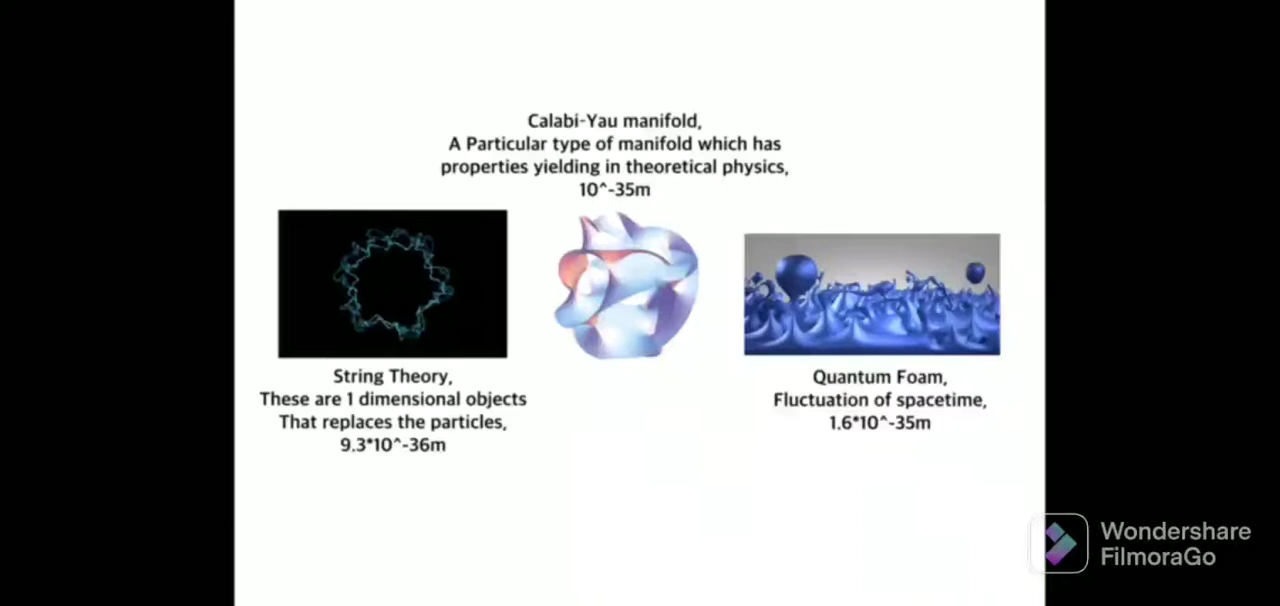 Calabi-Yau manifold,
A Particular type of manifold which has
properties yielding in theoretical physics,
10^-35m
String Theory,
These are 1 dimensional objects
That replaces the particles,
9.3*10^-36m
Quantum Foam,
Fluctuation of spacetime,
1.6*10^-35m
Wondershare
FilmoraGo